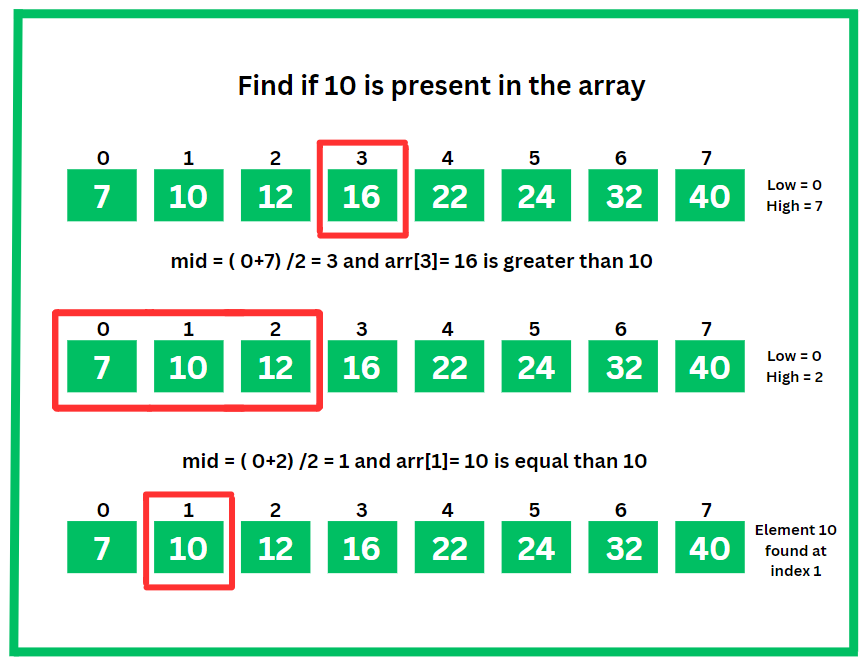 Find if 10 is present in the array
0 1 2 3 4 5 6 7
7 10 12 16 22 24 32 40
Low = 0
High = 7
mid = ( 0+7) /2 = 3 and arr[3]= 16 is greater than 10
0 1 2 3 4 5 6 7
7 10 12 16 22 24 32 40
Low = 0
High = 2
mid = ( 0+2) /2 = 1 and arr[1]= 10 is equal than 10
0 1 2 3 4 5 6 7
7 10 12 16 22 24 32 40
Element 10
found at
index 1